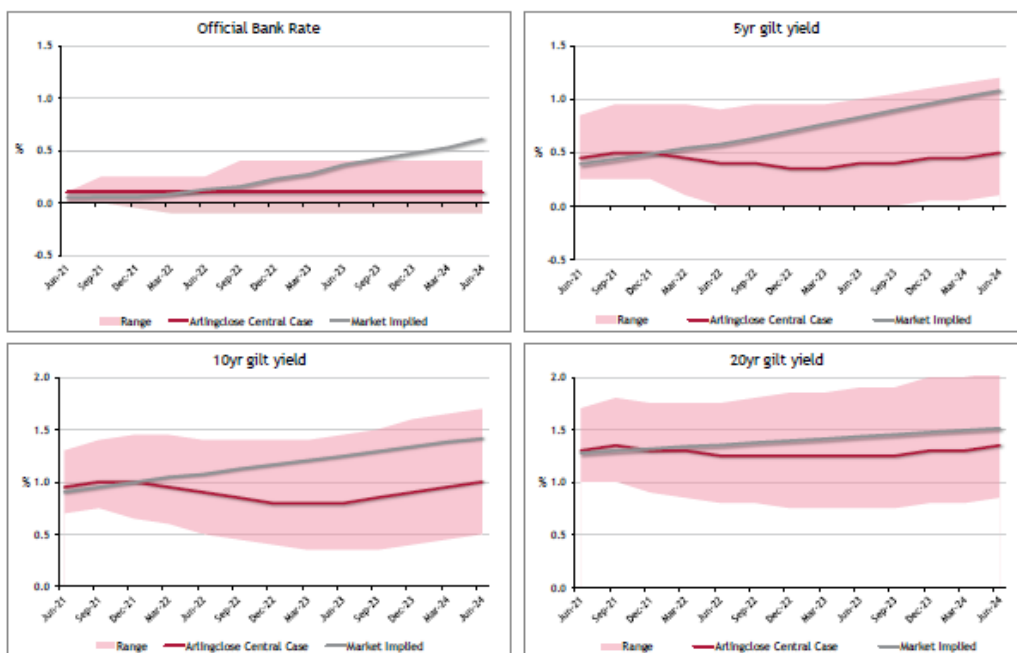 Official Bank Rate
1.5
1.0
0.5
0.0
-0.5
%
Jun-21 Sep-21 Dec-21 Mar-22 Jun-22 Sep-22 Dec-22 Mar-23 Jun-23 Sep-23 Dec-23 Mar-24 Jun-24
Range Arlingclose Central Case Market Implied
5yr gilt yield
1.5
1.0
0.5
0.0
-0.5
%
Jun-21 Sep-21 Dec-21 Mar-22 Jun-22 Sep-22 Dec-22 Mar-23 Jun-23 Sep-23 Dec-23 Mar-24 Jun-24
Range Arlingclose Central Case Market Implied
10yr gilt yield
2.0
1.5
1.0
0.5
0.0
%
Jun-21 Sep-21 Dec-21 Mar-22 Jun-22 Sep-22 Dec-22 Mar-23 Jun-23 Sep-23 Dec-23 Mar-24 Jun-24
Range Arlingclose Central Case Market Implied
20yr gilt yield
2.0
1.5
1.0
0.5
0.0
%
Jun-21 Sep-21 Dec-21 Mar-22 Jun-22 Sep-22 Dec-22 Mar-23 Jun-23 Sep-23 Dec-23 Mar-24 Jun-24
Range Arlingclose Central Case Market Implied